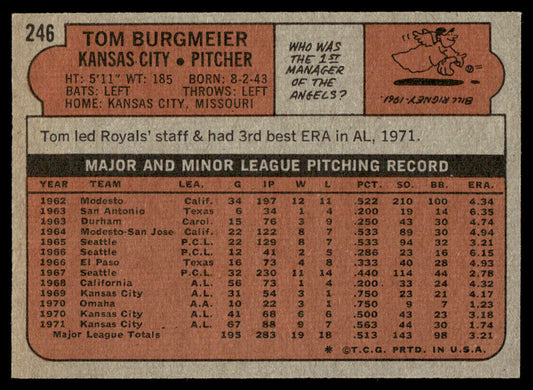 246
TOM BURGMEIER
KANSAS CITY • PITCHER
HT: 5'11" WT: 185 BORN: 8-2-43
BATS: LEFT THROWS: LEFT
HOME: KANSAS CITY, MISSOURI
WHO WAS
THE 1ST
MANAGER
OF THE
ANGELS?
BILL RIGNEY-1961.
Tom led Royals' staff & had 3rd best ERA in AL, 1971.
MAJOR AND MINOR LEAGUE PITCHING RECORD
YEAR TEAM LEA. G IP W L PCT. SO. BB. ERA.
1962 Modesto Calif. 34 197 12 11 .522 210 100 4.34
1963 San Antonio Texas 6 34 1 4 .200 19 14 6.35
1963 Durham Carol. 15 76 3 9 .250 43 30 4.74
1964 Modesto-San Jose Calif. 22 122 8 7 .533 94 43 3.21
1965 Seattle P.C.L. 22 129 8 7 .533 94 32 3.21
1966 Seattle P.C.L. 12 41 2 5 .286 23 16 6.15
1966 El Paso Texas 16 73 4 8 .333 40 28 4.93
1967 Seattle P.C.L. 32 230 11 14 .440 114 44 2.78
1968 California A.L. 56 73 1 4 .200 33 24 4.32
1969 Kansas City A.L. 31 54 3 1 .750 23 21 4.17
1970 Omaha A.A. 10 22 3 1 .750 9 7 1.23
1970 Kansas City A.L. 41 68 6 6 .500 43 23 3.18
1971 Kansas City A.L. 67 88 9 7 .563 44 30 1.74
Major League Totals 195 283 19 18 .513 143 98 3.21
* ©T.C.G. PRTD. IN U.S.A.